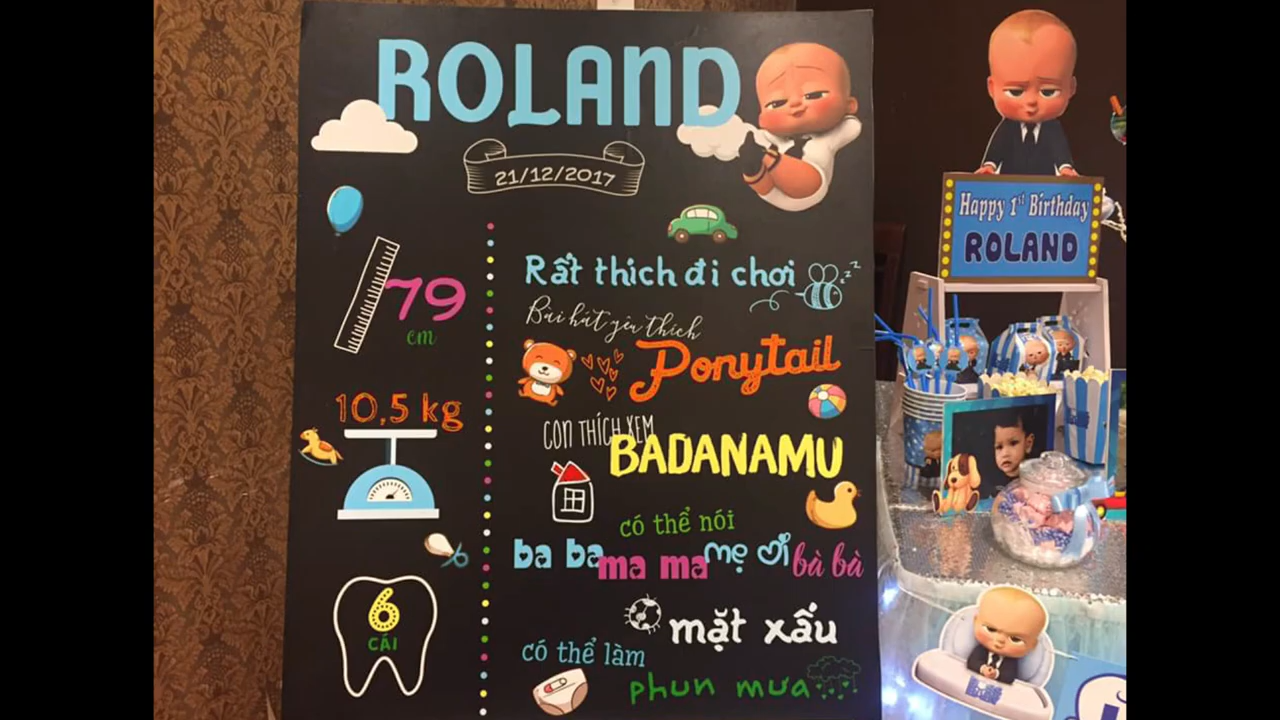 ROLAND
21/12/2017
79
cm
10,5 kg
6
CÁI
Rất thích đi chơi
Bài hát yêu thích
Ponytail
CON THÍCH XEM
BADANAMU
có thể nói
ba ba ma ma mẹ ơi bà bà
mặt xấu
có thể làm
phun mưa
Happy 1st Birthday
ROLAND